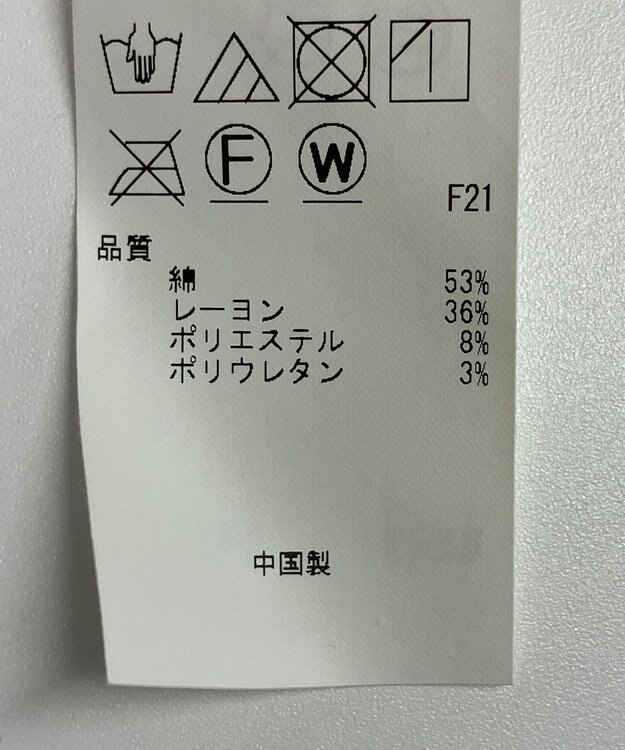 F W
F21
品質
綿 53%
レーヨン 36%
ポリエステル 8%
ポリウレタン 3%
中国製